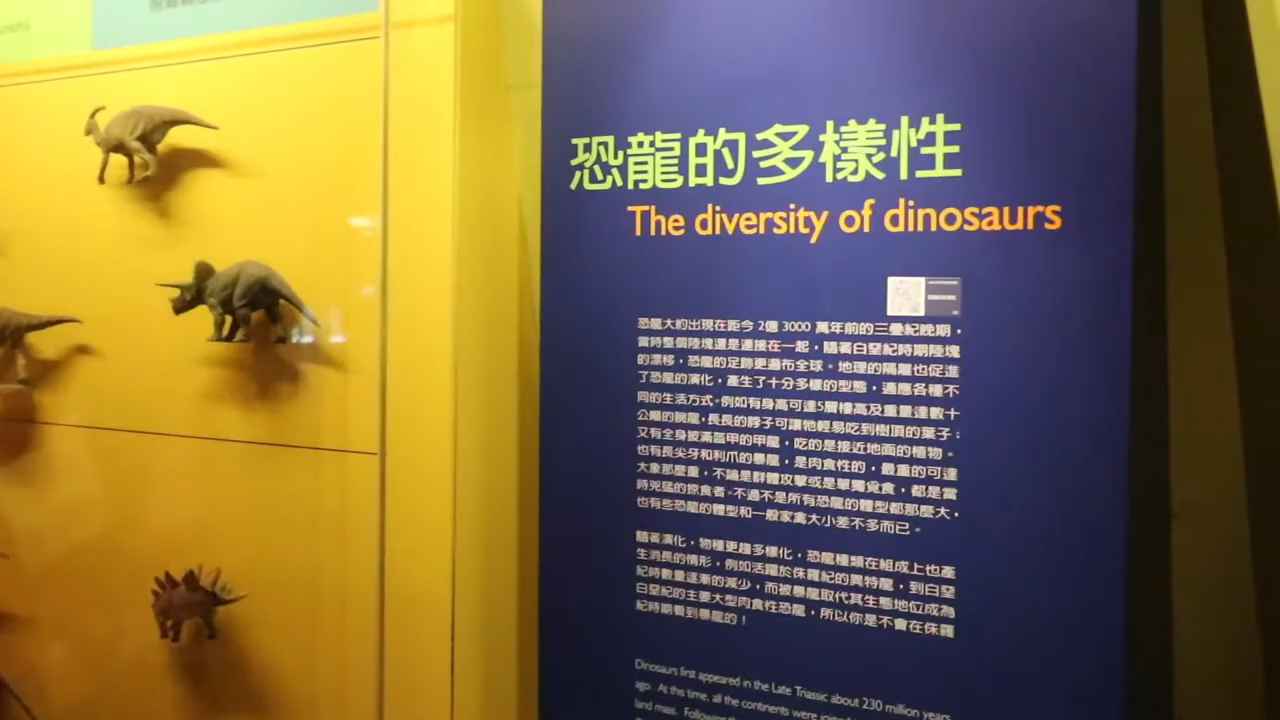 恐龍的多樣性
The diversity of dinosaurs
恐龍大約出現在距今 2億 3000 萬年前的三疊紀晚期，
當時整個陸塊還是連接在一起，隨著白堊紀時期陸塊
的漂移，恐龍的足跡更遍布全球。地理的隔離也促進
了恐龍的演化，產生了十分多樣的型態，適應各種不
同的生活方式。例如有身高可達5層樓高及重量達數十
公噸的腕龍，長長的脖子可讓牠輕易吃到樹頂的葉子；
又有全身披滿盔甲的甲龍，吃的是接近地面的植物。
也有長尖牙和利爪的暴龍，是肉食性的，最重的可達
大象那麼重，不論是群體攻擊或是單獨覓食，都是當
時兇猛的掠食者。不過不是所有恐龍的體型都那麼大，
也有些恐龍的體型和一般家禽大小差不多而已。
隨著演化，物種更趨多樣化，恐龍種類在組成上也產
生消長的情形，例如活躍於侏羅紀的異特龍，到白堊
紀時數量逐漸的減少，而被暴龍取代其生態地位成為
白堊紀的主要大型肉食性恐龍，所以你是不會在侏羅
紀時期看到暴龍的！
Dinosaurs first appeared in the Late Triassic about 230 million years
ago. At this time, all the continents were joined
land mass. Following